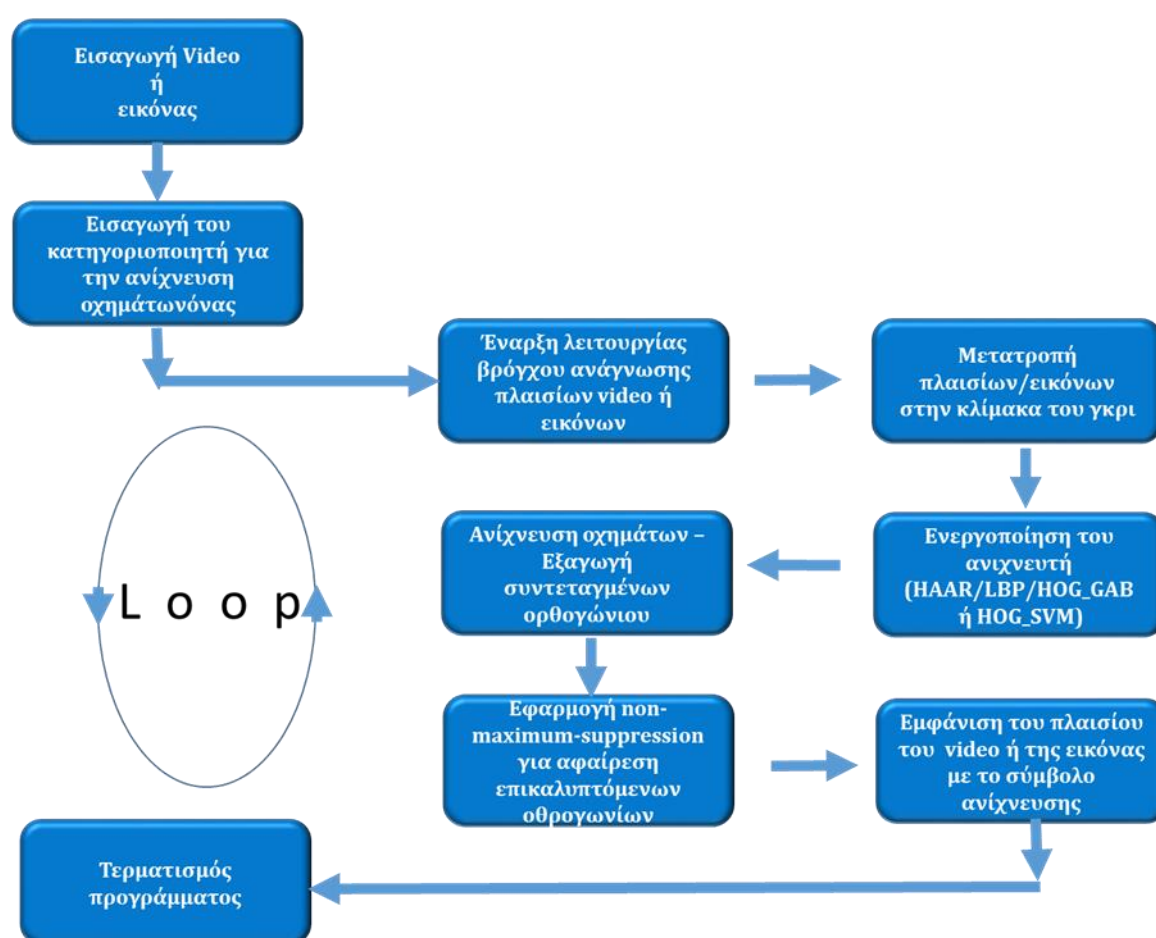 Εισαγωγή Video
ή
εικόνας
Εισαγωγή του
κατηγοριοποιητή για
την ανίχνευση
οχημάτωνόνας
Έναρξη λειτουργίας
βρόγχου ανάγνωσης
πλαισίων video ή
εικόνων
Μετατροπή
πλαισίων/εικόνων
στην κλίμακα του γκρι
Ενεργοποίηση του
ανιχνευτή
(HAAR/LBP/HOG_GAB
ή HOG_SVM)
Ανίχνευση οχημάτων –
Εξαγωγή
συντεταγμένων
ορθογώνιου
Εφαρμογή non-
maximum-suppression
για αφαίρεση
επικαλυπτόμενων
οθρογωνίων
Εμφάνιση του πλαισίου
του video ή της εικόνας
με το σύμβολο
ανίχνευσης
Τερματισμός
προγράμματος
L o o p